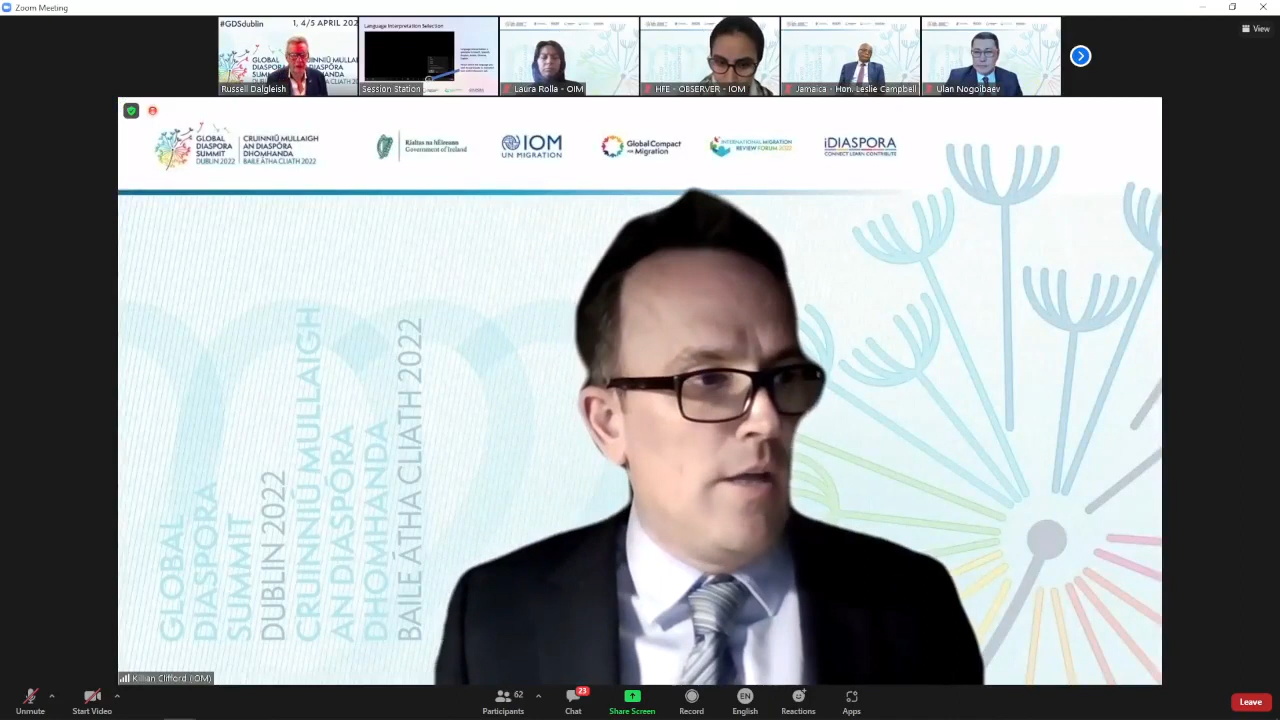 Zoom Meeting
View
#GDSdublin
1, 4/5 APRIL 202
Russell Dalgleish
Language Interpretation Selection
Session Station
Laura Rolla - OIM
HFE - OBSERVER - IOM
Jamaica - Hon. Leslie Campbell
Ulan Nogoibaev
GLOBAL
DIASPORA
SUMMIT
DUBLIN 2022
CRUINNIÚ MULLAIGH
AN DIASPÓRA
DHOMHANDA
BAILE ÁTHA CLIATH 2022
Rialtas na hÉireann
Government of Ireland
IOM
UN MIGRATION
Global Compact
for Migration
INTERNATIONAL MIGRATION
REVIEW FORUM 2022
iDIASPORA
CONNECT LEARN CONTRIBUTE
GLOBAL
DIASPORA
SUMMIT
DUBLIN 2022
CRUINNIÚ MULLAIGH
AN DIASPÓRA
DHOMHANDA
BAILE ÁTHA CLIATH 2022
Killian Clifford (IOM)
Unmute
Start Video
62
Participants
23
Chat
Share Screen
Record
EN
English
Reactions
Apps
Leave